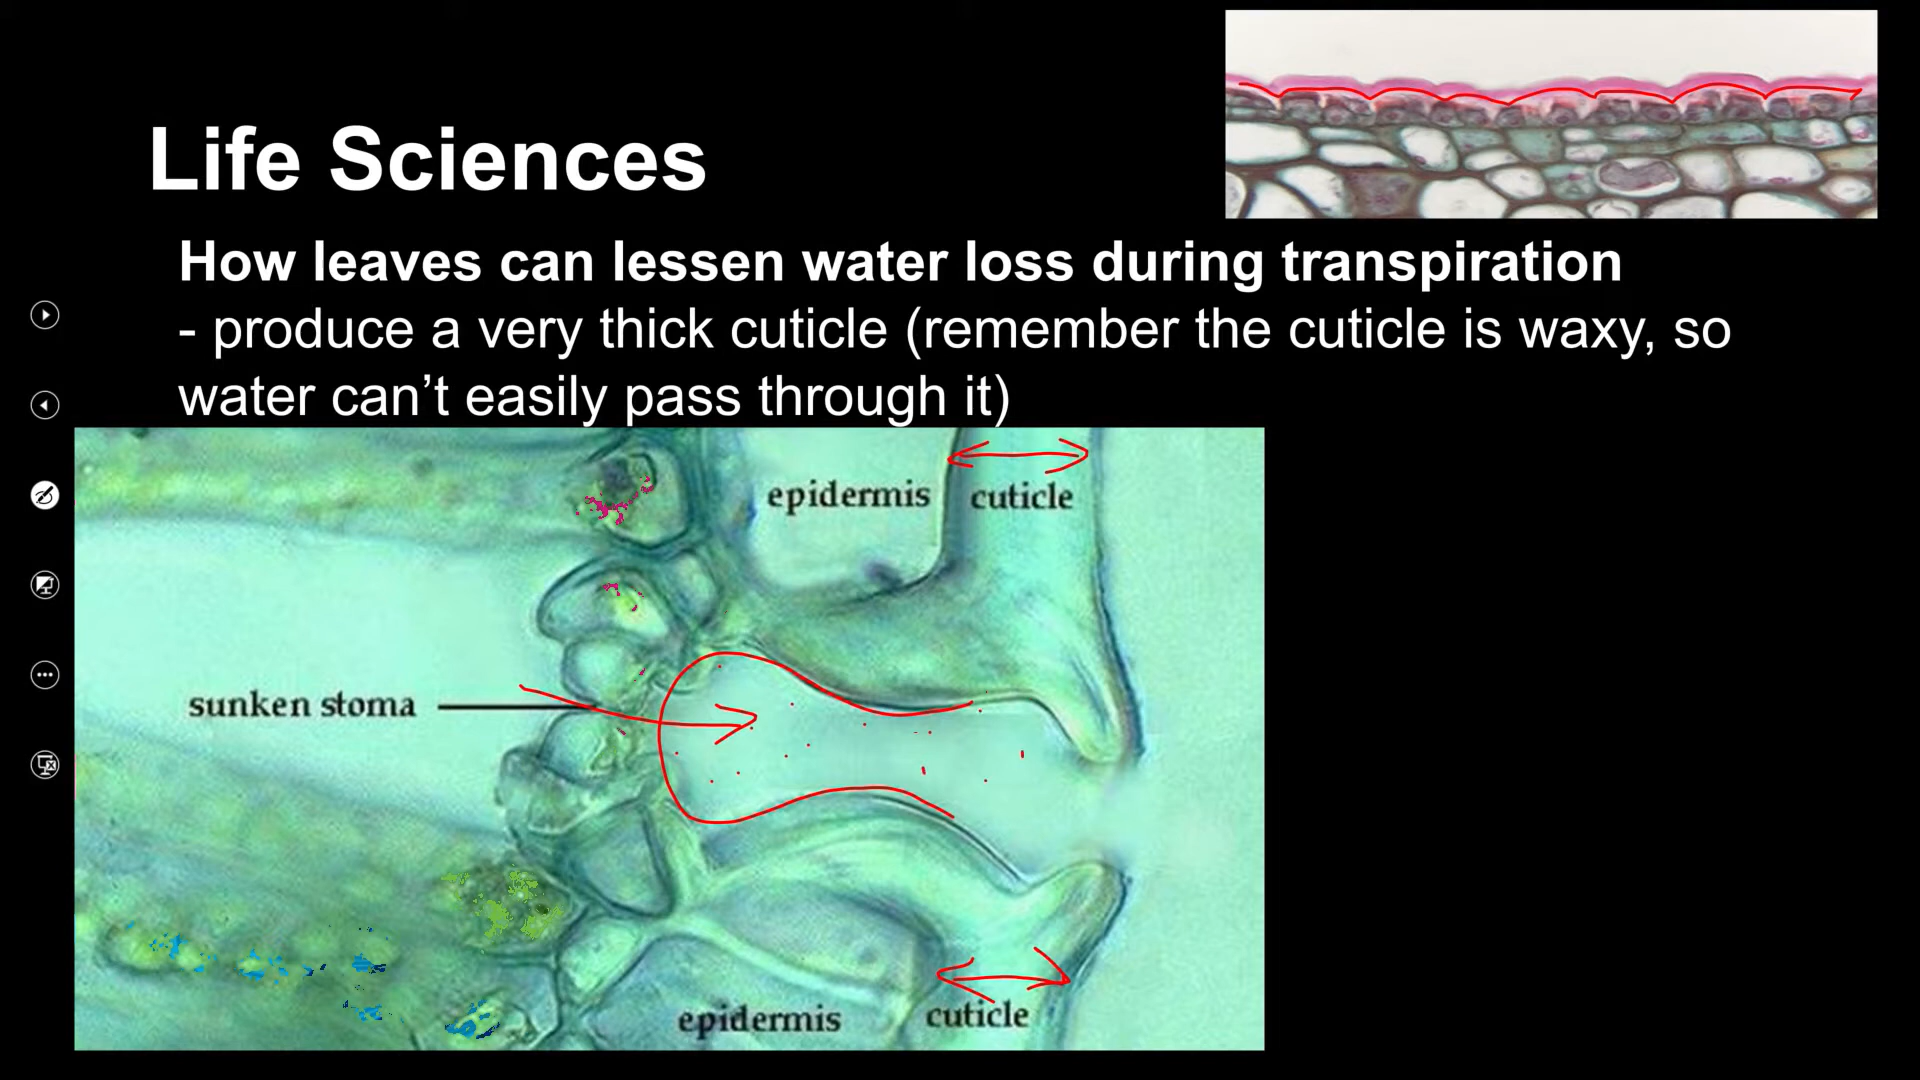 Life Sciences
How leaves can lessen water loss during transpiration
- produce a very thick cuticle (remember the cuticle is waxy, so
water can’t easily pass through it)
epidermis
cuticle
sunken stoma
epidermis
cuticle